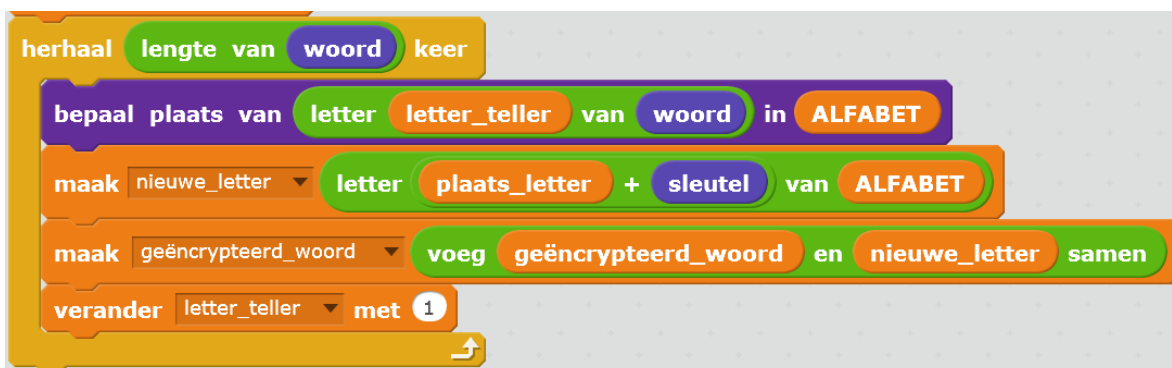 herhaal lengte van woord keer
bepaal plaats van letter letter_teller van woord in ALFABET
maak nieuwe_letter letter plaats_letter + sleutel van ALFABET
maak geëncrypteerd_woord voeg geëncrypteerd_woord en nieuwe_letter samen
verander letter_teller met 1